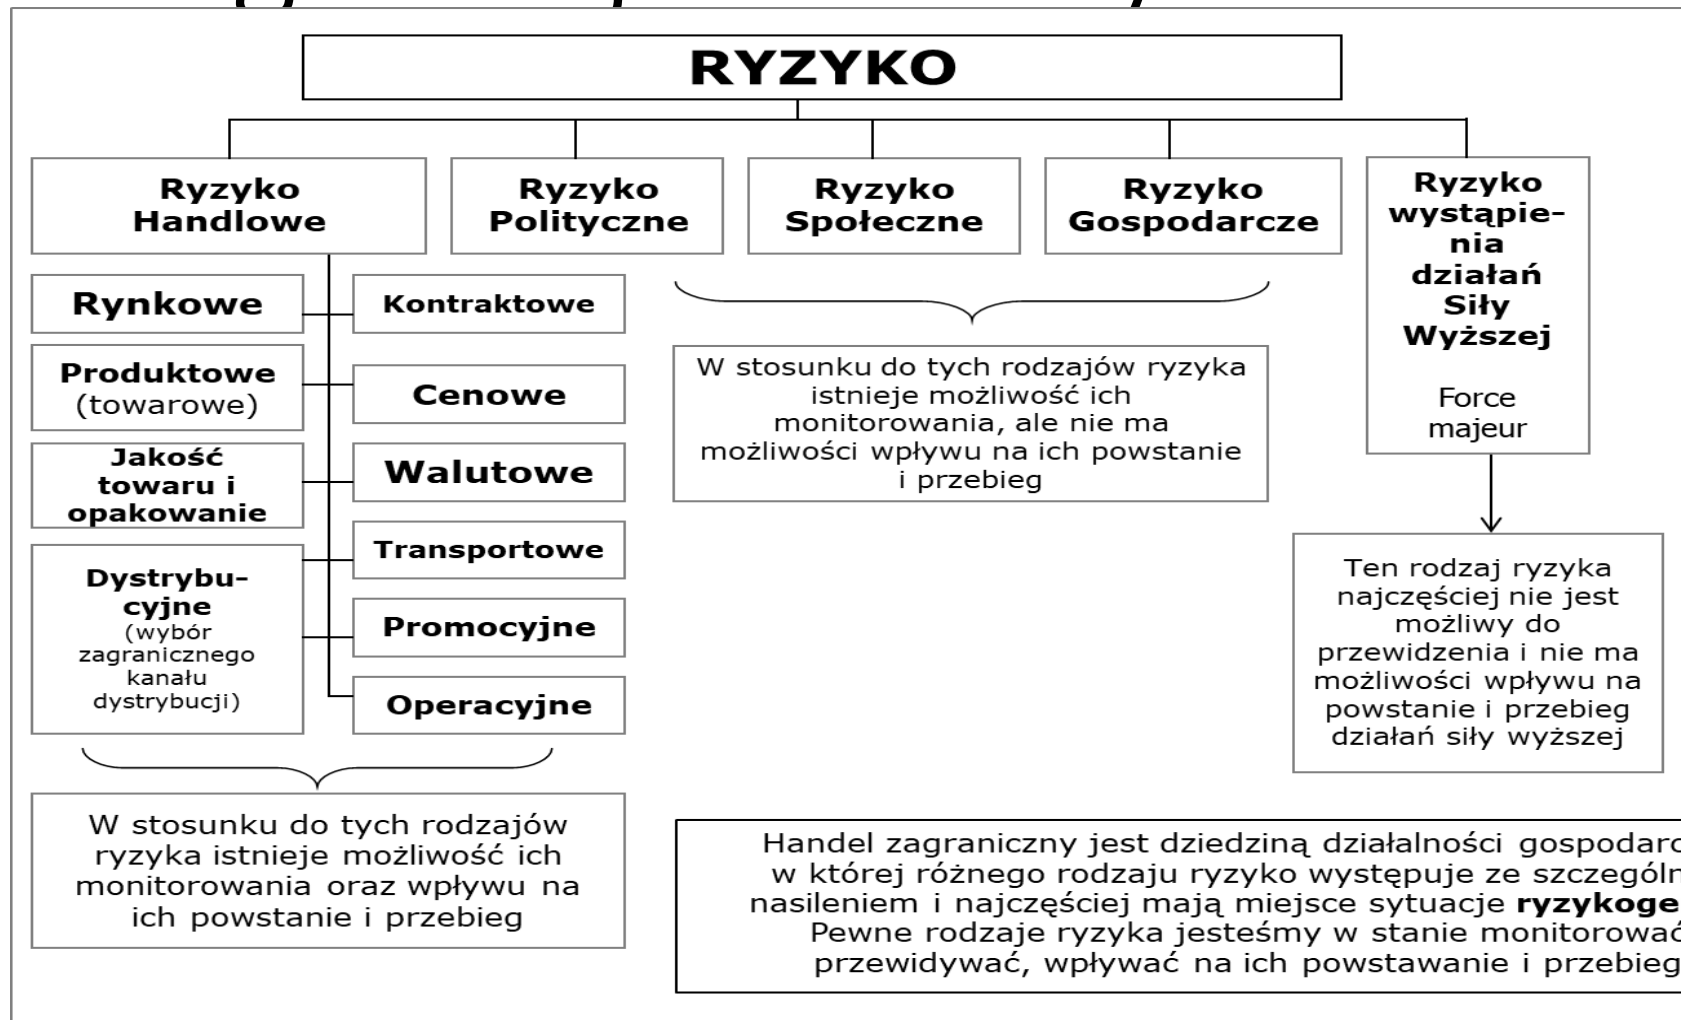 RYZYKO
Ryzyko
Handlowe
Ryzyko
Polityczne
Ryzyko
Społeczne
Ryzyko
Gospodarcze
Ryzyko
wystąpie-
nia
działań
Siły
Wyższej
Force
majeur
Rynkowe
Kontraktowe
Produktowe
(towarowe)
Cenowe
Jakość
towaru i
opakowanie
Walutowe
Dystrybu-
cyjne
(wybór
zagranicznego
kanału
dystrybucji)
Transportowe
Promocyjne
Operacyjne
W stosunku do tych rodzajów ryzyka
istnieje możliwość ich
monitorowania, ale nie ma
możliwości wpływu na ich powstanie
i przebieg
Ten rodzaj ryzyka
najczęściej nie jest
możliwy do
przewidzenia i nie ma
możliwości wpływu na
powstanie i przebieg
działań siły wyższej
W stosunku do tych rodzajów
ryzyka istnieje możliwość ich
monitorowania oraz wpływu na
ich powstanie i przebieg
Handel zagraniczny jest dziedziną działalności
w której różnego rodzaju ryzyko występuje ze
nasileniem i najczęściej mają miejsce sytuacje
Pewne rodzaje ryzyka jesteśmy w stanie monitorować
przewidywać, wpływać na ich powstawanie i przebieg